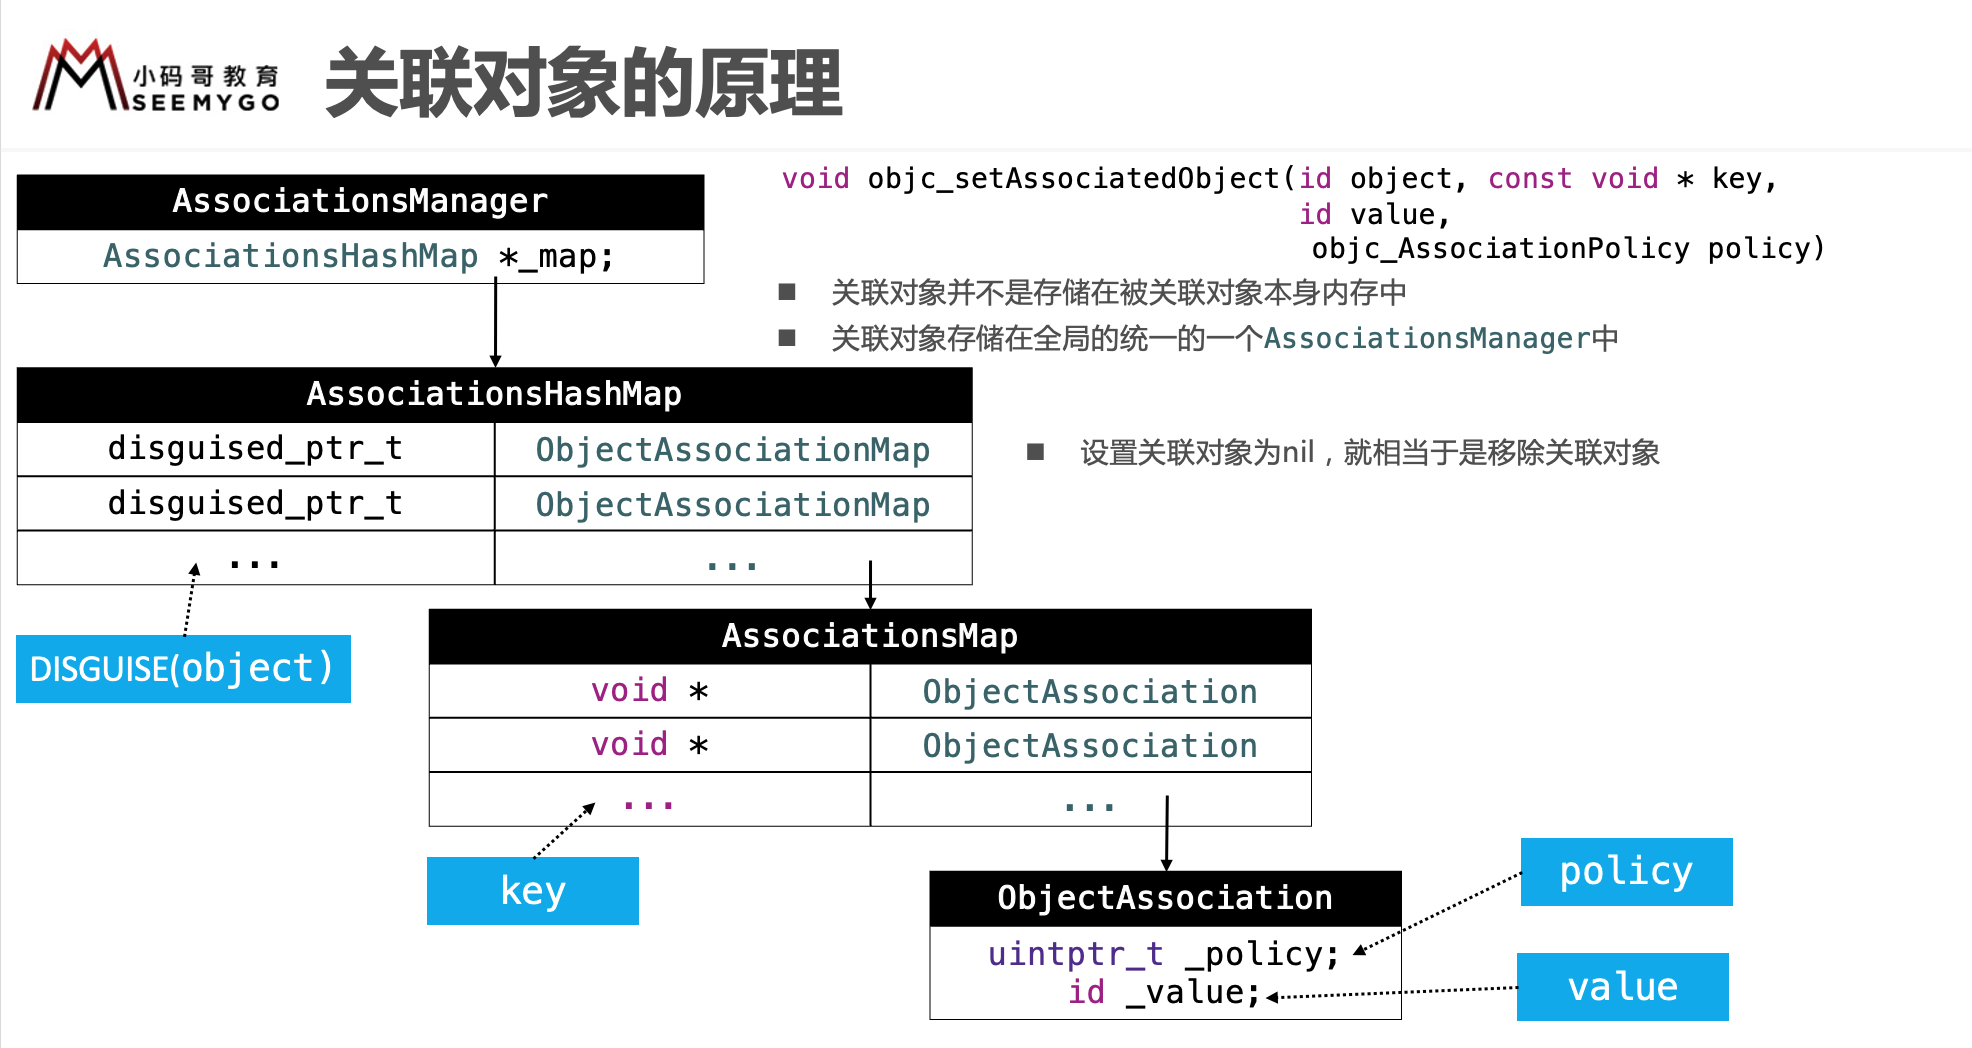 小码哥教育
SEEMYGO
关联对象的原理
AssociationsManager
AssociationsHashMap *_map;
void objc_setAssociatedObject(id object, const void * key,
id value,
objc_AssociationPolicy policy)
■ 关联对象并不是存储在被关联对象本身内存中
■ 关联对象存储在全局的统一的一个AssociationsManager中
AssociationsHashMap
disguised_ptr_t ObjectAssociationMap
disguised_ptr_t ObjectAssociationMap
... ...
■ 设置关联对象为nil，就相当于是移除关联对象
DISGUISE(object)
AssociationsMap
void * ObjectAssociation
void * ObjectAssociation
... ...
key
ObjectAssociation
uintptr_t _policy;
id _value;
policy
value